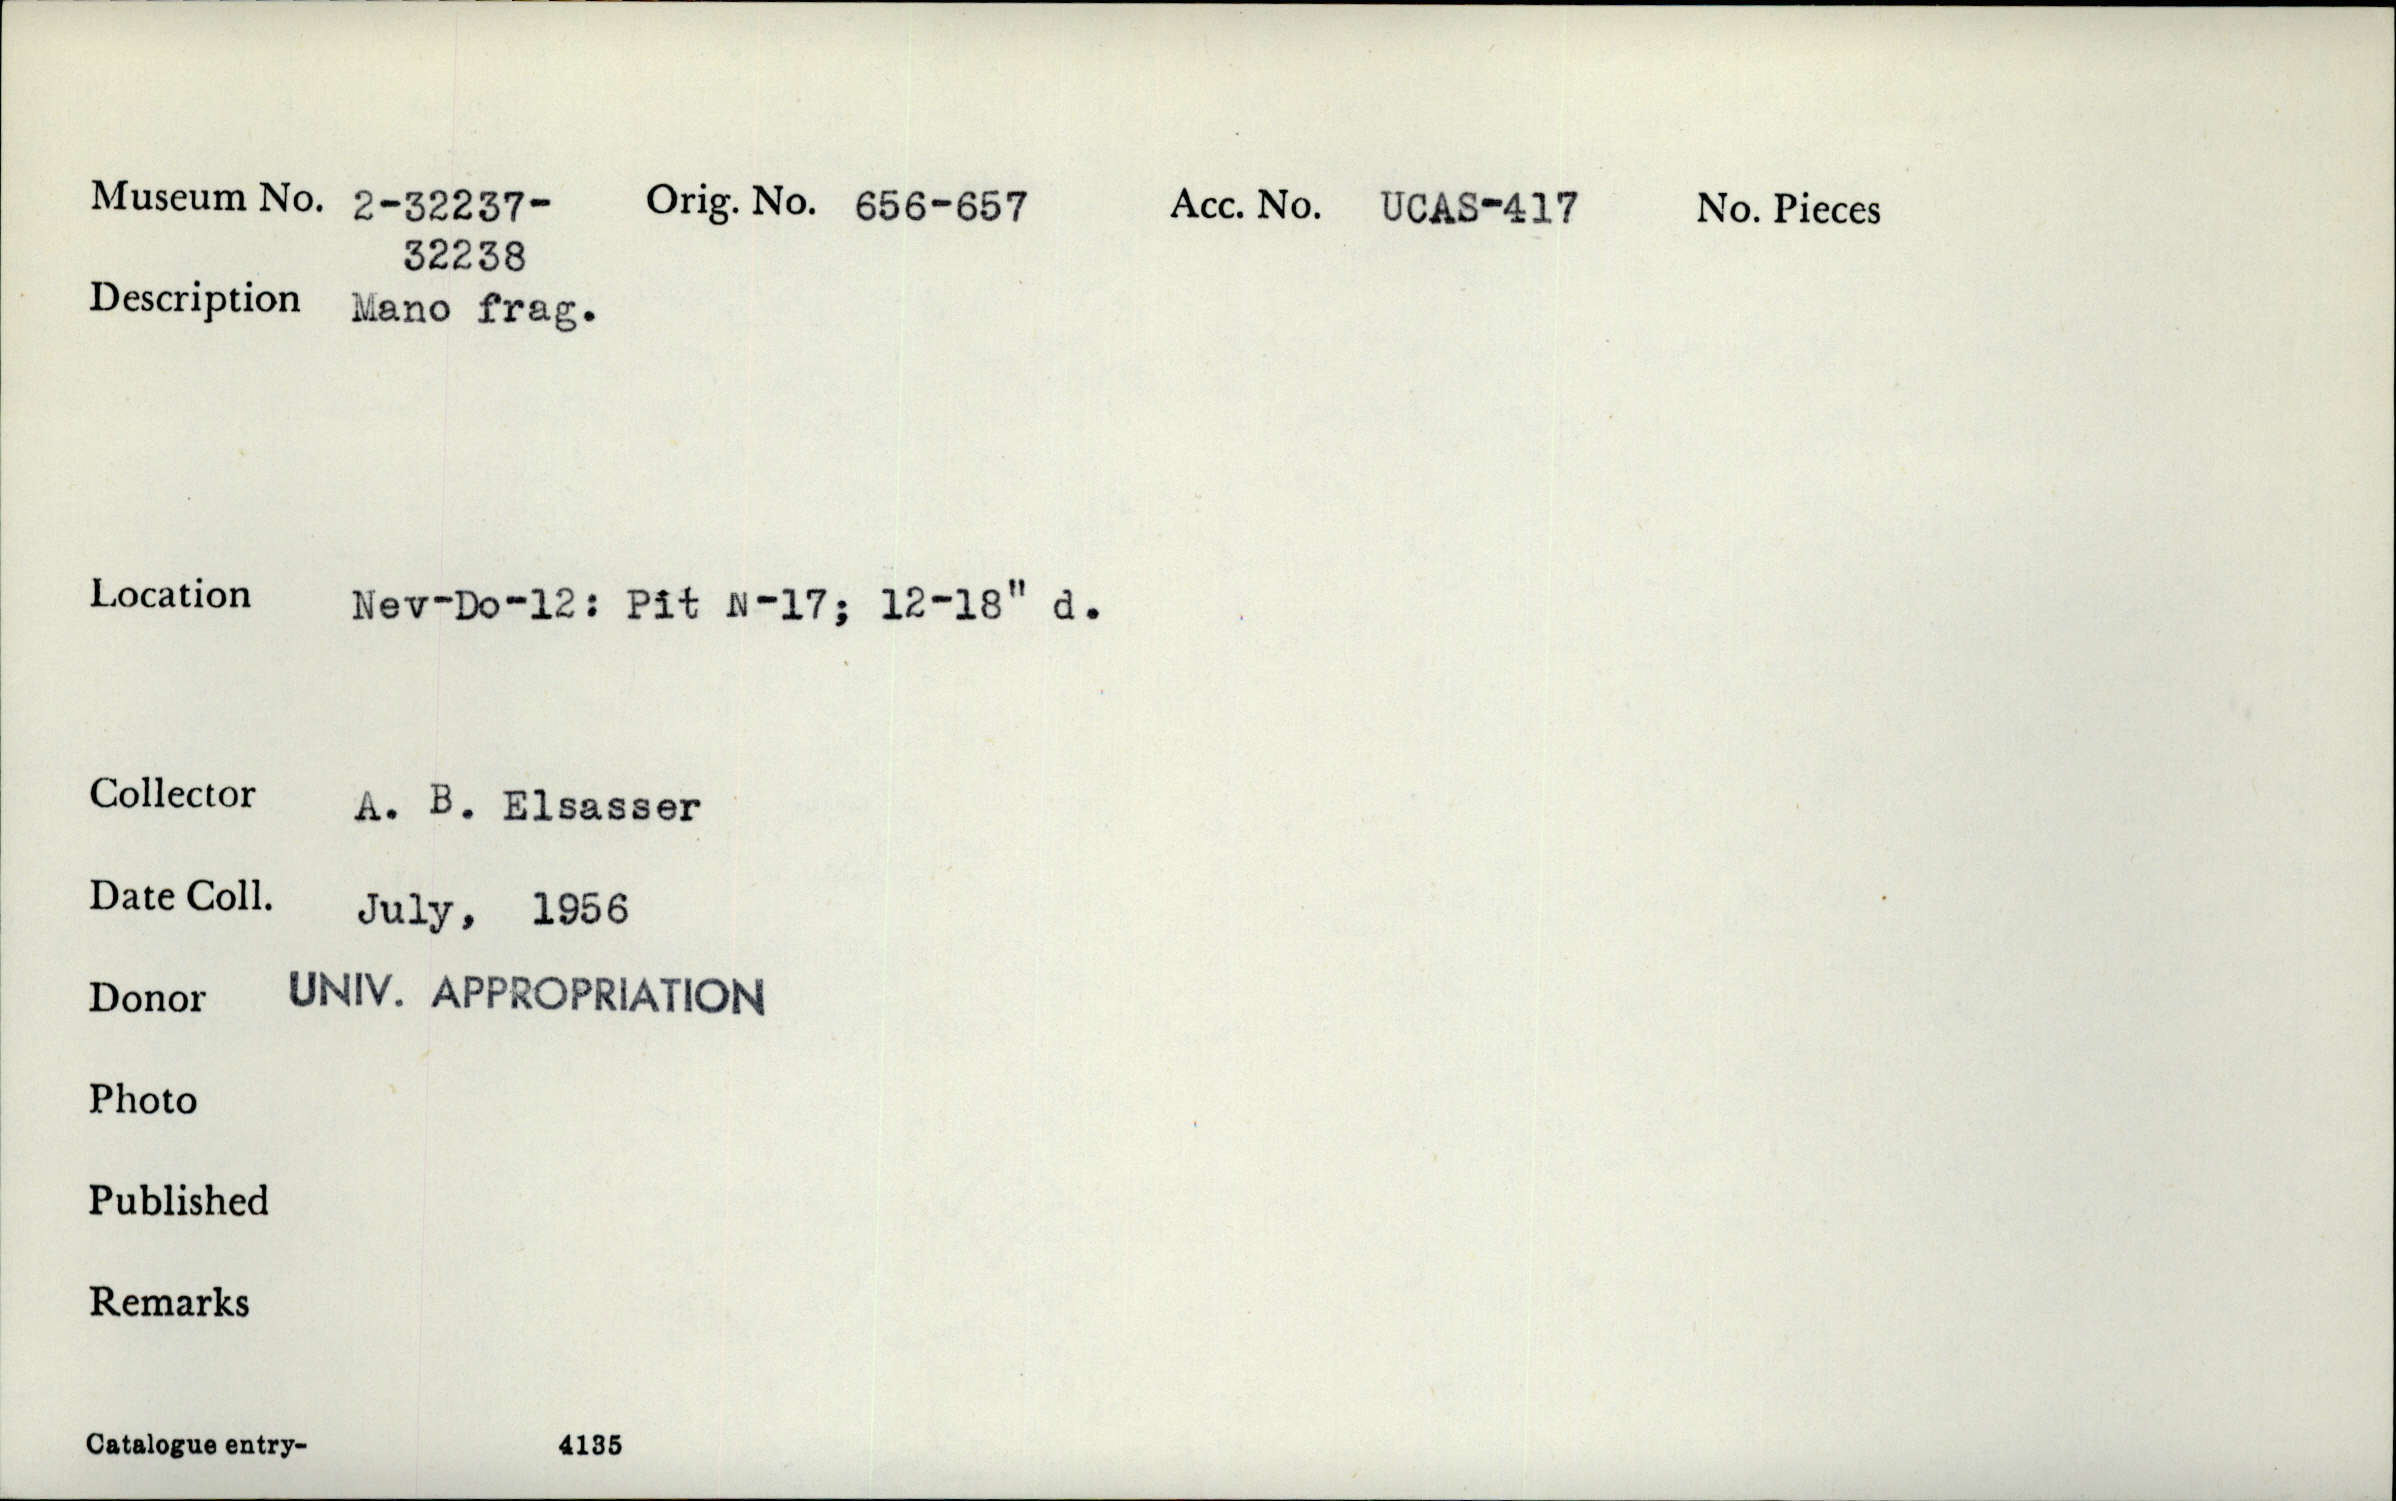 Museum No. 2-32237- Orig. No. 656-657 Acc. No. UCAS-417 No. Pieces
32238
Description Mano frag.
Location Nev-Do-12: Pit N-17; 12-18" d.
Collector A. B. Elsasser
Date Coll. July, 1956
Donor UNIV. APPROPRIATION
Photo
Published
Remarks
Catalogue entry- 4135